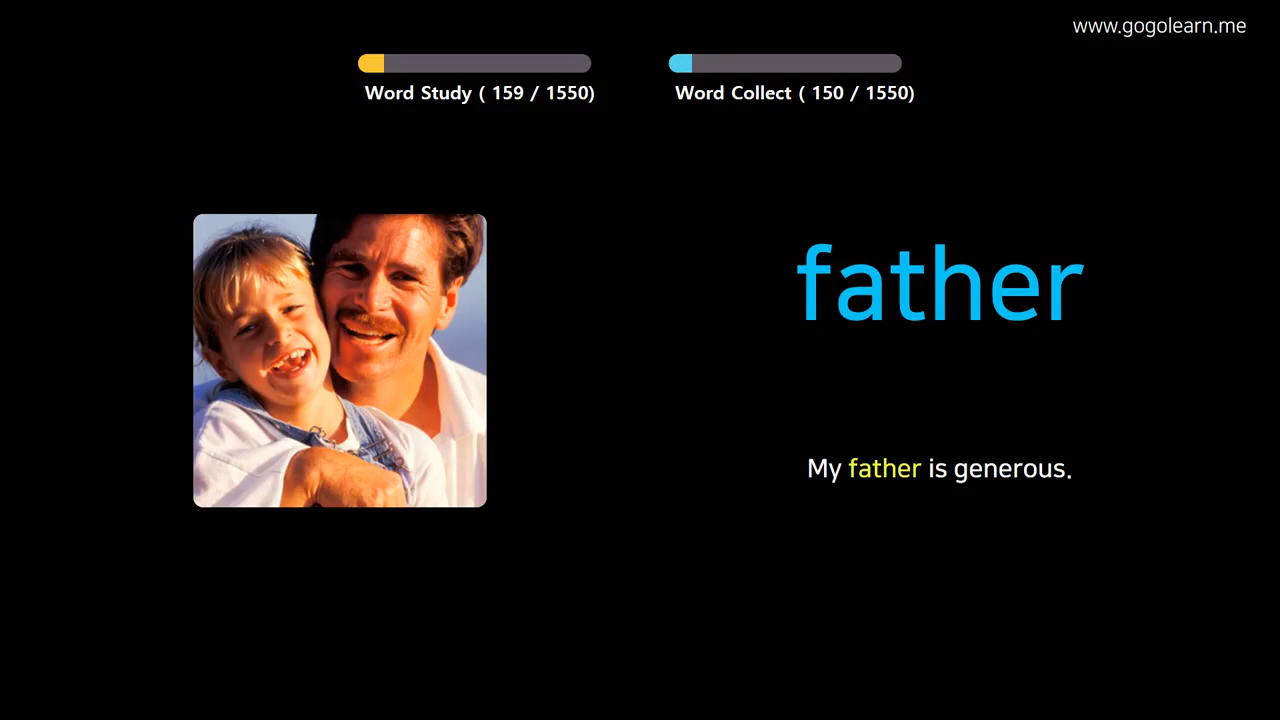 www.gogolearn.me
Word Study ( 159 / 1550)
Word Collect ( 150 / 1550)
father
My father is generous.